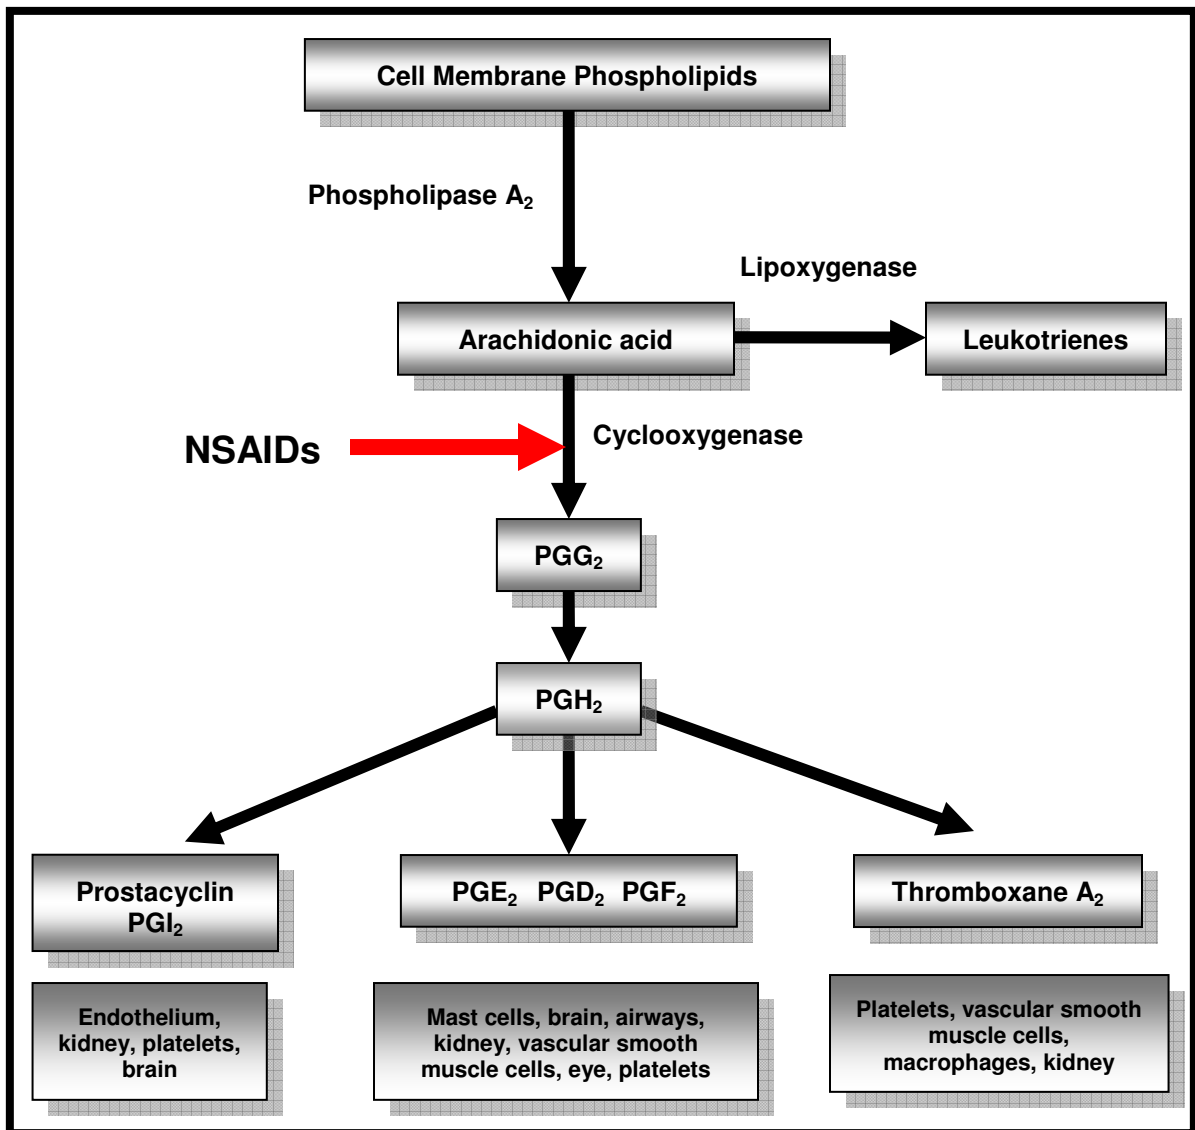 Cell Membrane Phospholipids
Phospholipase A₂
Lipoxygenase
Arachidonic acid
Leukotrienes
NSAIDs
Cyclooxygenase
PGG₂
PGH₂
Prostacyclin
PGI₂
PGE₂ PGD₂ PGF₂
Thromboxane A₂
Endothelium,
kidney, platelets,
brain
Mast cells, brain, airways,
kidney, vascular smooth
muscle cells, eye, platelets
Platelets, vascular smooth
muscle cells,
macrophages, kidney